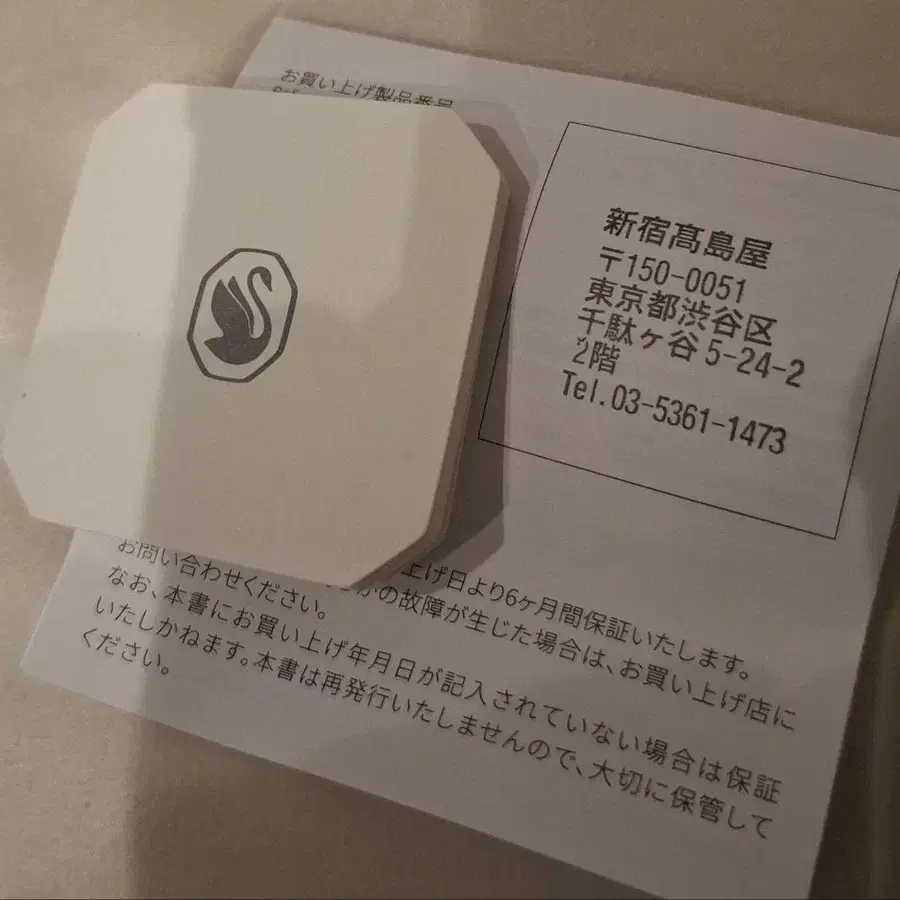 お買い上げ製品番号
新宿髙島屋
〒150-0051
東京都渋谷区
千駄ヶ谷5-24-2
2階
Tel.03-5361-1473
上げ日より6ヶ月間保証いたします。
の故障が生じた場合は、お買い上げ店に
お問い合わせください。
なお、本書にお買い上げ年月日が記入されていない場合は保証
いたしかねます。本書は再発行いたしませんので、大切に保管して
ください。